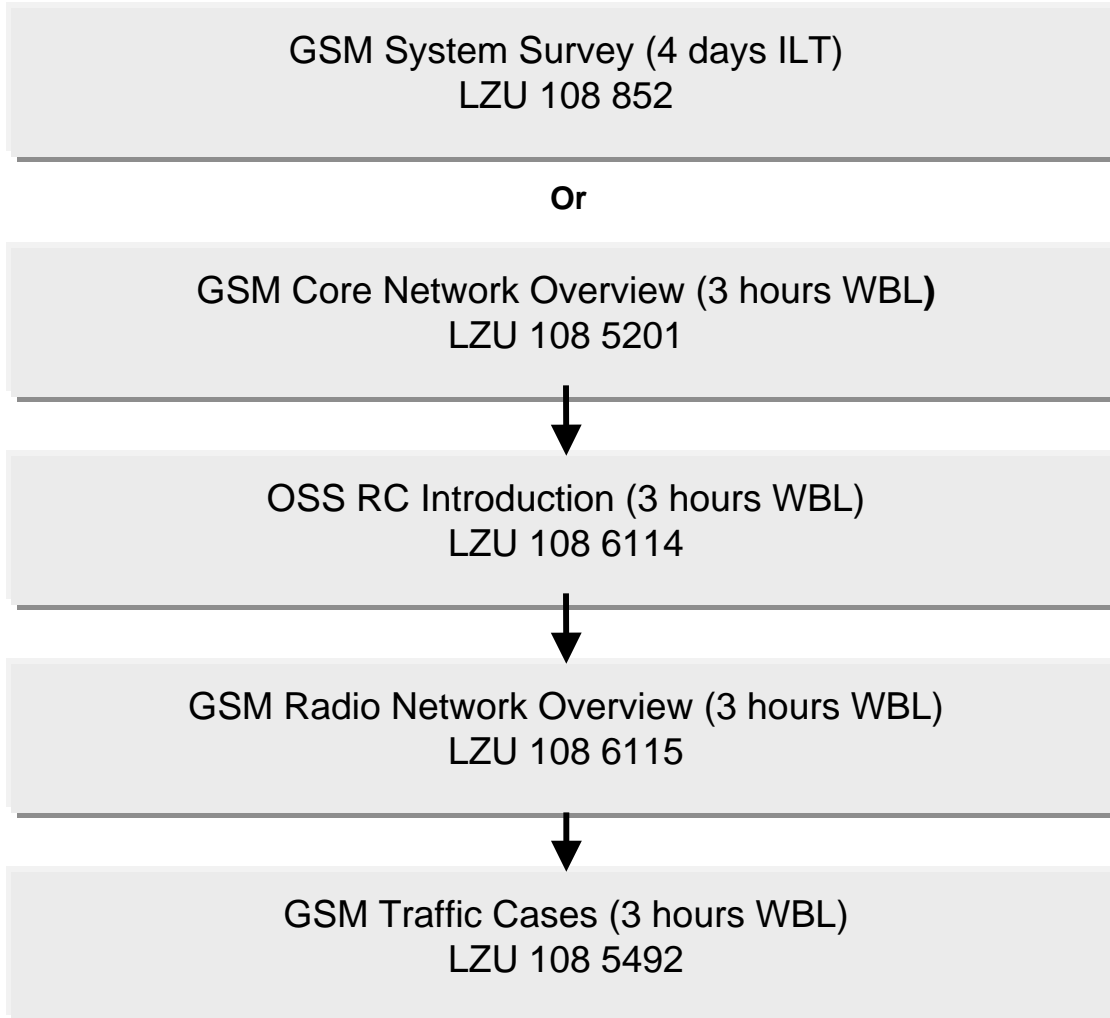 GSM System Survey (4 days ILT)
LZU 108 852
Or
GSM Core Network Overview (3 hours WBL)
LZU 108 5201
OSS RC Introduction (3 hours WBL)
LZU 108 6114
GSM Radio Network Overview (3 hours WBL)
LZU 108 6115
GSM Traffic Cases (3 hours WBL)
LZU 108 5492